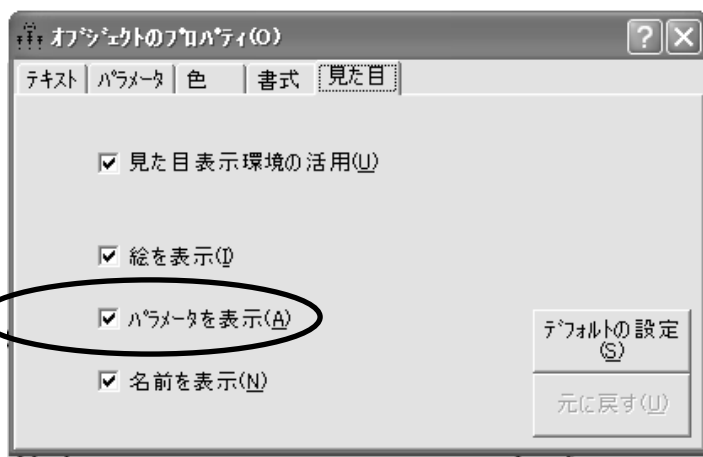 オブジェクトのプロパティ(O)
テキスト パラメータ 色 書式 見た目
見た目表示環境の活用(U)
絵を表示(I)
パラメータを表示(A)
名前を表示(N)
デフォルトの設定
(S)
元に戻す(U)